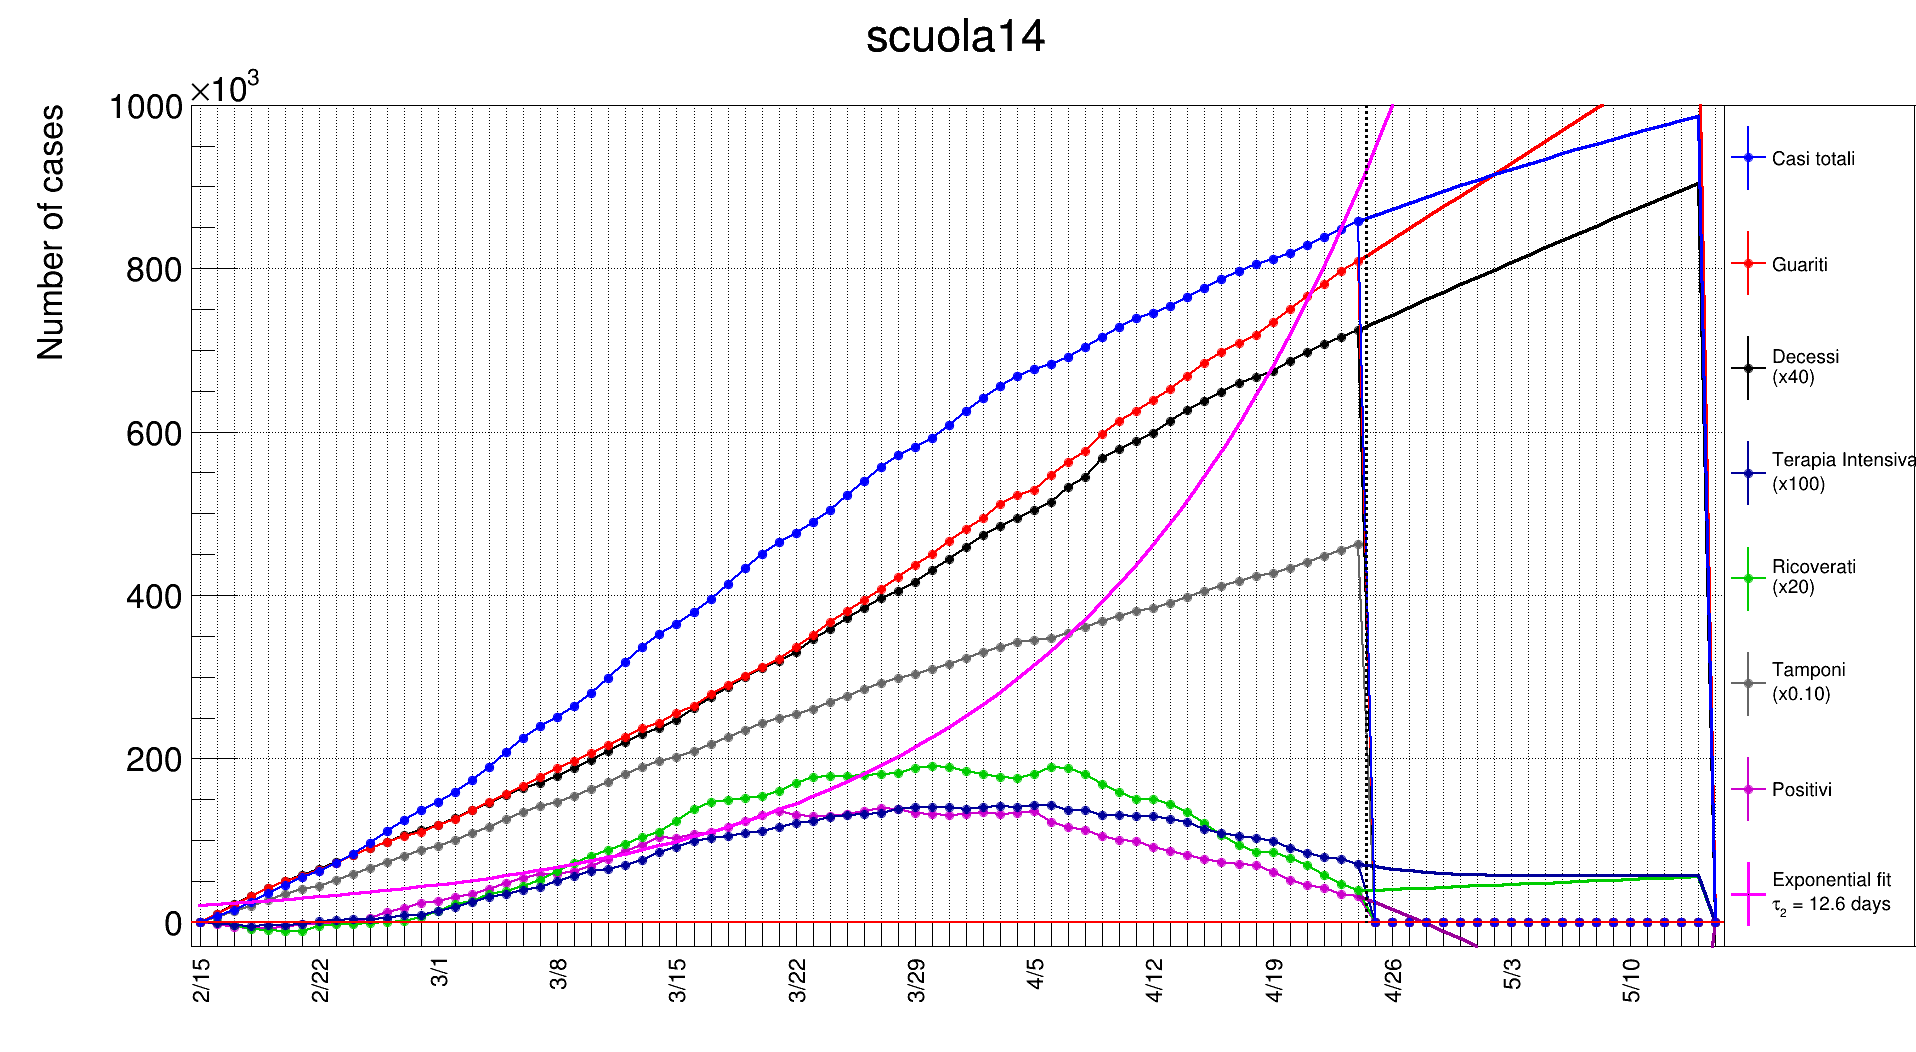 scuola14
×10³
Number of cases
1000
800
600
400
200
0
2/15
2/22
3/1
3/8
3/15
3/22
3/29
4/5
4/12
4/19
4/26
5/3
5/10
Casi totali
Guariti
Decessi
(x40)
Terapia Intensiva
(x100)
Ricoverati
(x20)
Tamponi
(x0.10)
Positivi
Exponential fit
τ₂ = 12.6 days